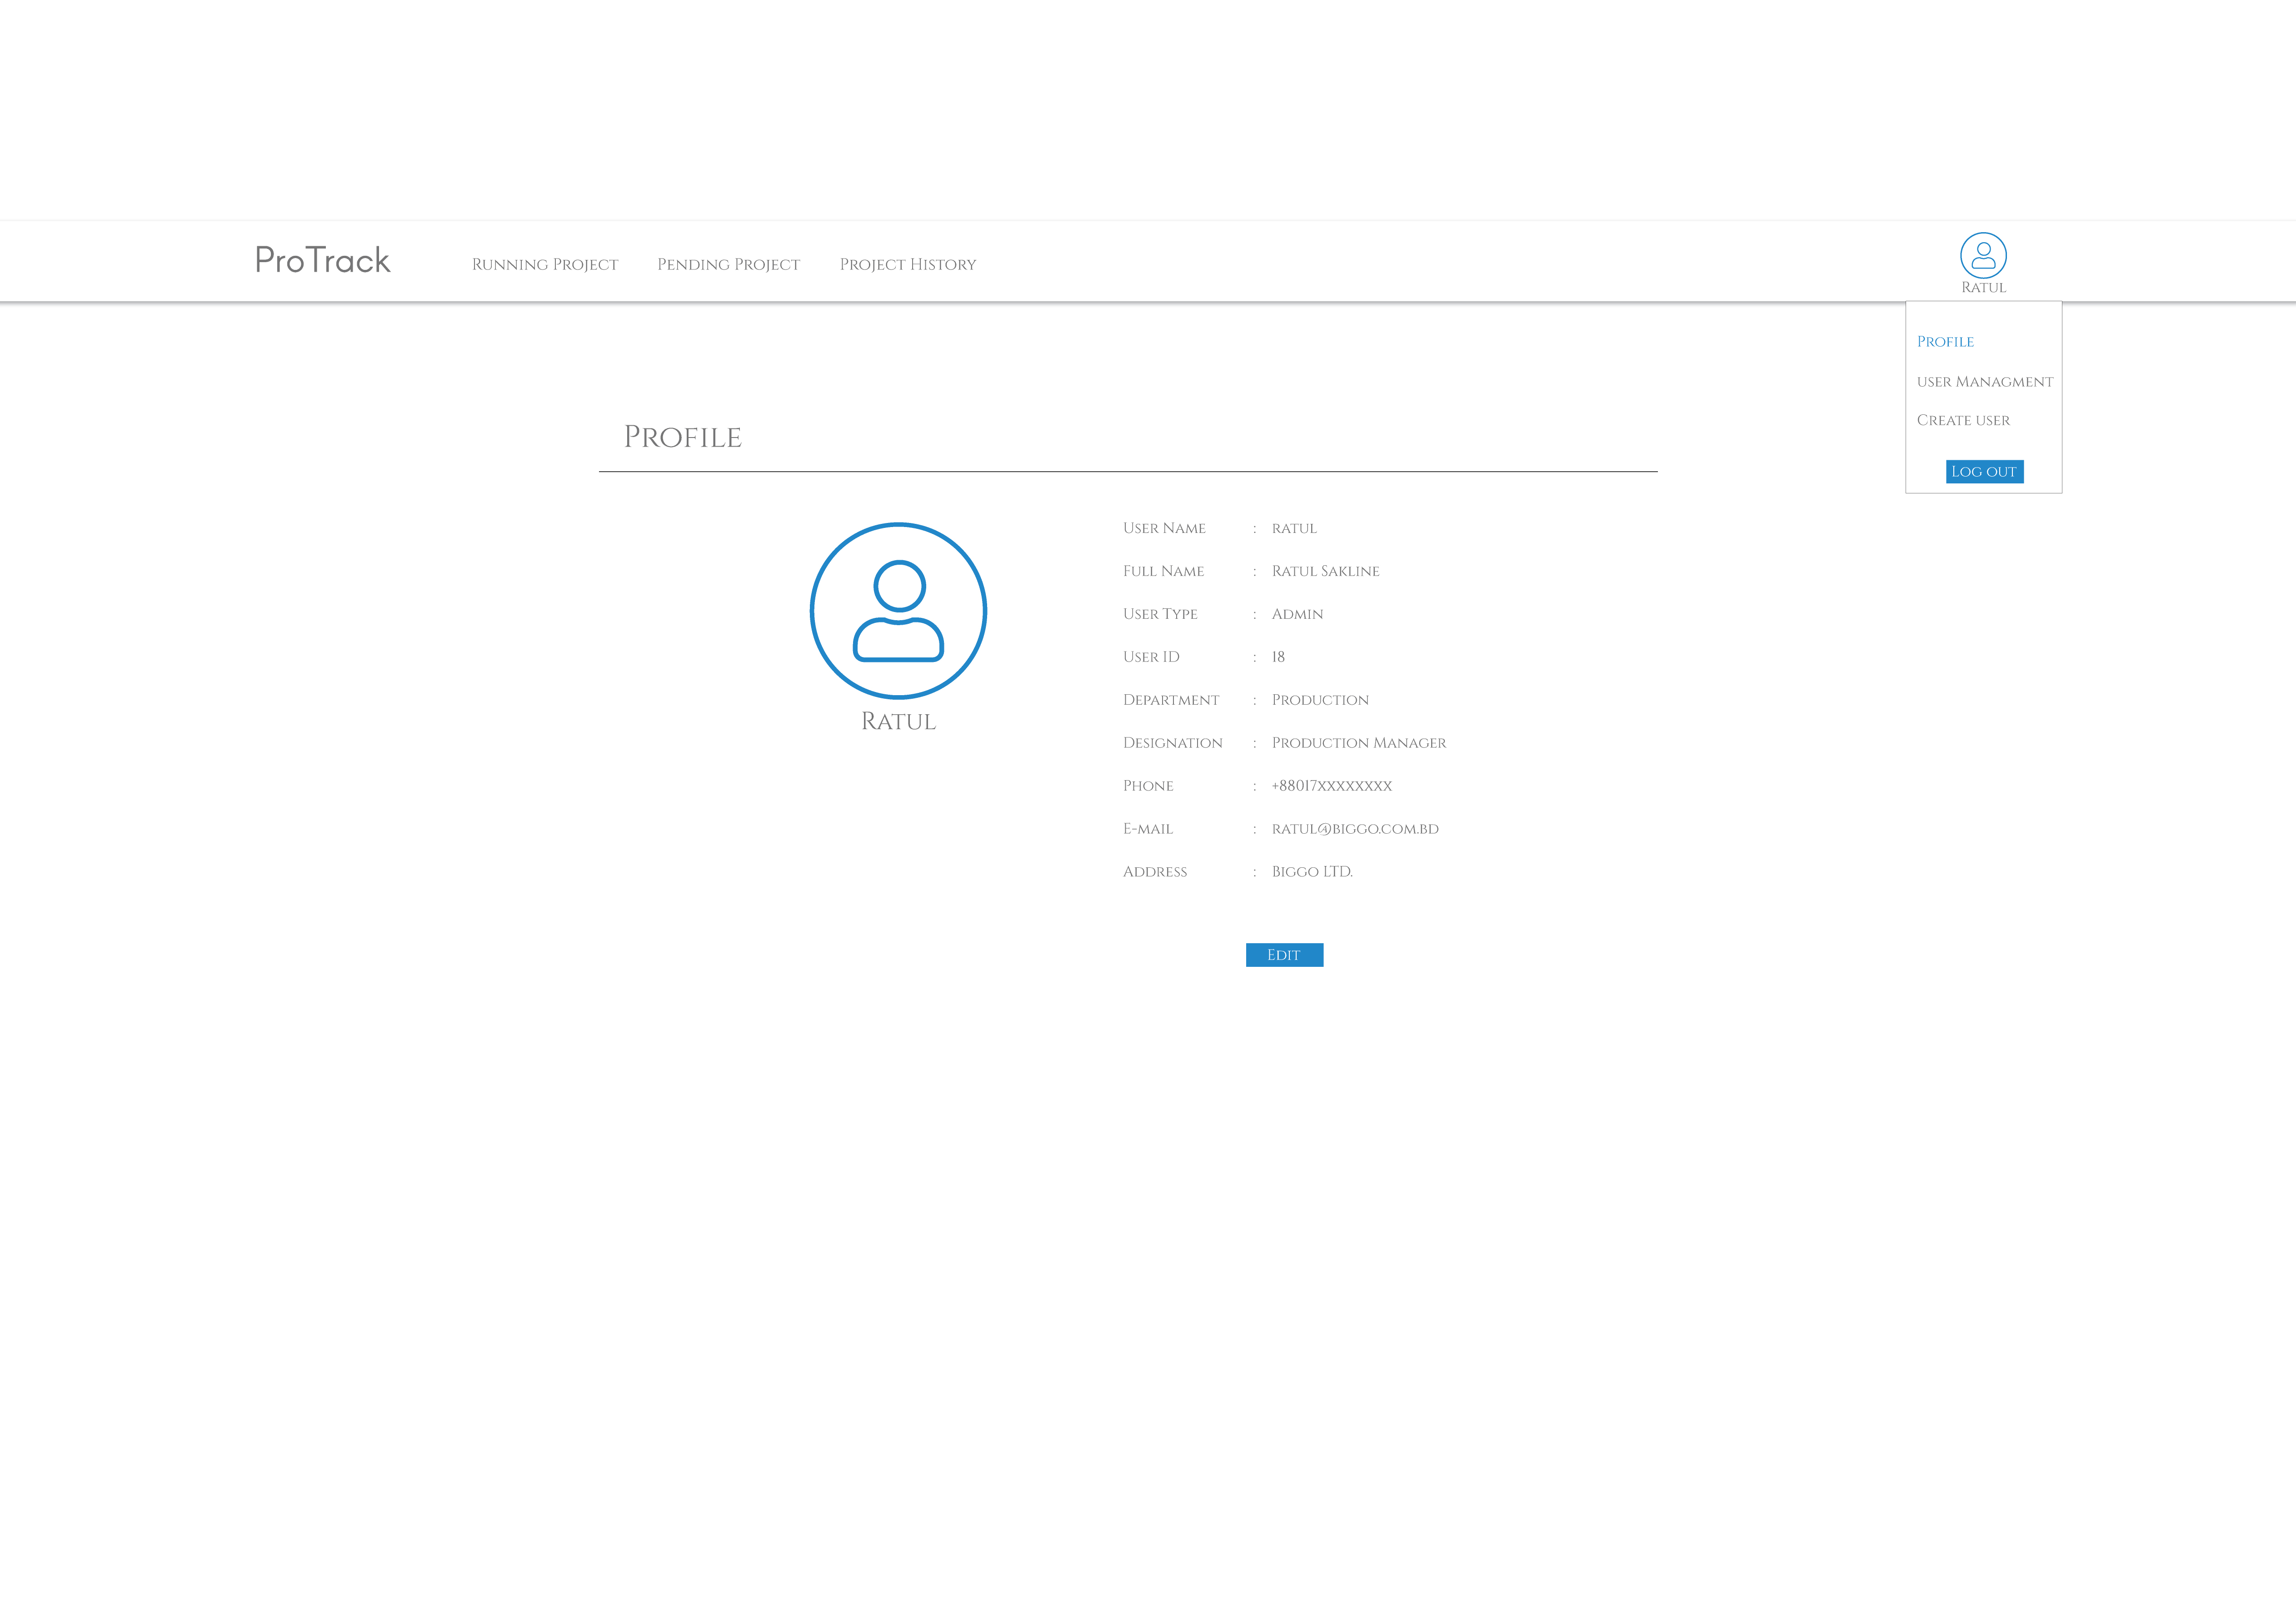 ProTrack
Running Project Pending Project Project History
Ratul
Profile
user Managment
Create user
Log out
Profile
Ratul
User Name : ratul
Full Name : Ratul Sakline
User Type : Admin
User ID : 18
Department : Production
Designation : Production Manager
Phone : +88017xxxxxxxx
E-mail : ratul@biggo.com.bd
Address : Biggo LTD.
Edit